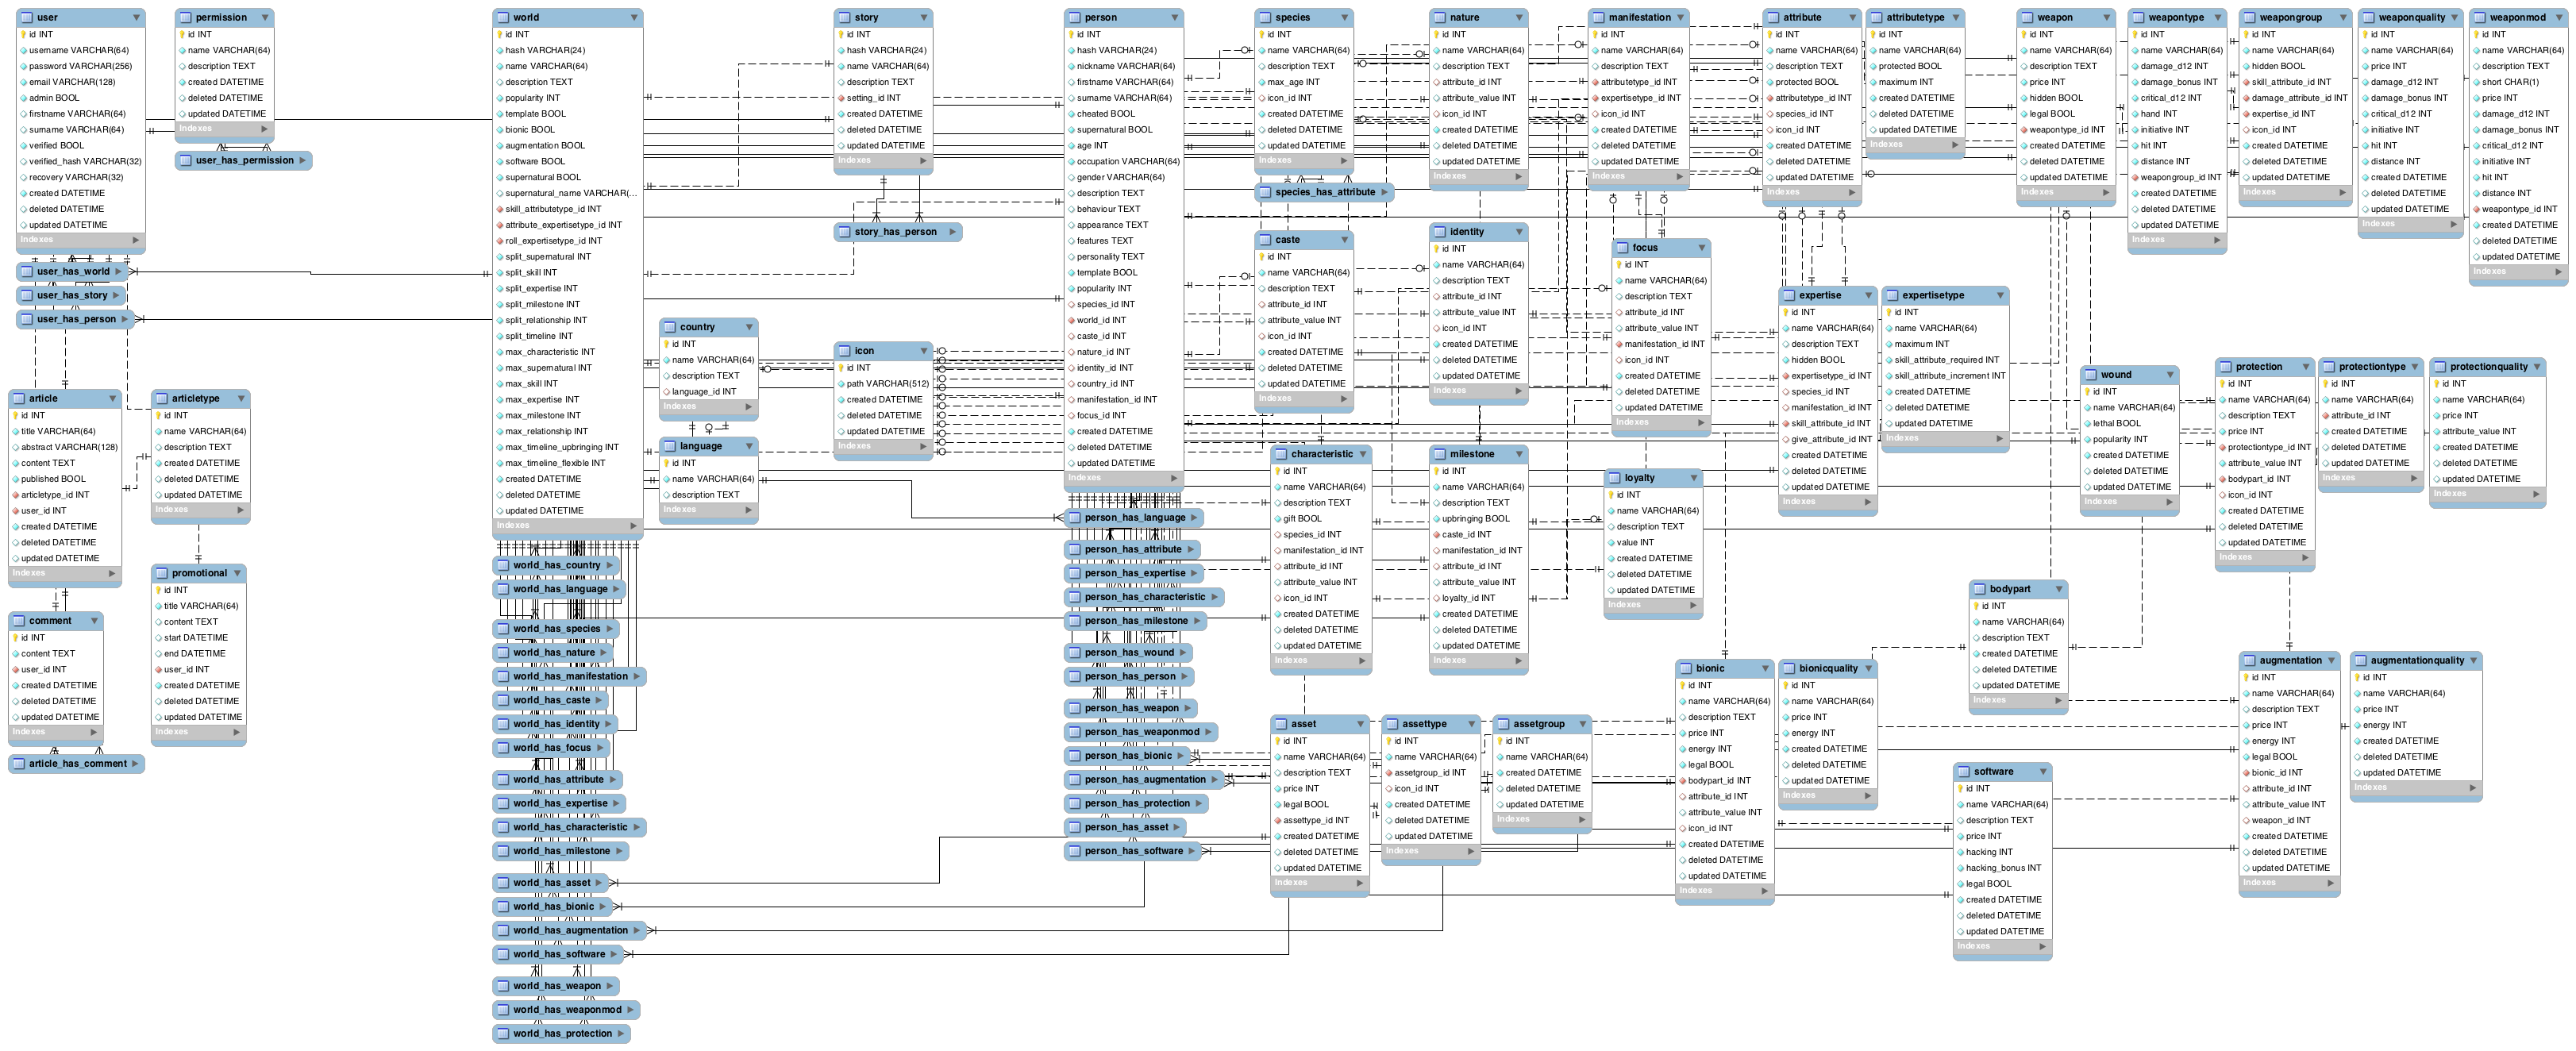 user
id INT
username VARCHAR(64)
password VARCHAR(256)
email VARCHAR(128)
admin BOOL
firstname VARCHAR(64)
surname VARCHAR(64)
verified BOOL
verified_hash VARCHAR(32)
recovery VARCHAR(32)
created DATETIME
deleted DATETIME
updated DATETIME
Indexes
permission
id INT
name VARCHAR(64)
description TEXT
created DATETIME
deleted DATETIME
updated DATETIME
Indexes
user_has_permission
user_has_world
user_has_story
user_has_person
article
id INT
title VARCHAR(64)
abstract VARCHAR(128)
content TEXT
published BOOL
articletype_id INT
user_id INT
created DATETIME
deleted DATETIME
updated DATETIME
Indexes
articletype
id INT
name VARCHAR(64)
description TEXT
created DATETIME
deleted DATETIME
updated DATETIME
Indexes
promotional
id INT
title VARCHAR(64)
content TEXT
start DATETIME
end DATETIME
user_id INT
created DATETIME
deleted DATETIME
updated DATETIME
Indexes
comment
id INT
content TEXT
user_id INT
created DATETIME
deleted DATETIME
updated DATETIME
Indexes
article_has_comment
world
id INT
hash VARCHAR(24)
name VARCHAR(64)
description TEXT
popularity INT
template BOOL
bionic BOOL
augmentation BOOL
software BOOL
supernatural BOOL
supernatural_name VARCHAR(...
skill_attributetype_id INT
attribute_expertisetype_id INT
roll_expertisetype_id INT
split_supernatural INT
split_skill INT
split_expertise INT
split_milestone INT
split_relationship INT
split_timeline INT
max_characteristic INT
max_supernatural INT
max_skill INT
max_expertise INT
max_milestone INT
max_relationship INT
max_timeline_upbringing INT
max_timeline_flexible INT
created DATETIME
deleted DATETIME
updated DATETIME
Indexes
world_has_country
world_has_language
world_has_species
world_has_nature
world_has_manifestation
world_has_caste
world_has_identity
world_has_focus
world_has_attribute
world_has_expertise
world_has_characteristic
world_has_milestone
world_has_asset
world_has_bionic
world_has_augmentation
world_has_software
world_has_weapon
world_has_weaponmod
world_has_protection
country
id INT
name VARCHAR(64)
description TEXT
language_id INT
Indexes
language
id INT
name VARCHAR(64)
description TEXT
Indexes
story
id INT
hash VARCHAR(24)
name VARCHAR(64)
description TEXT
setting_id INT
created DATETIME
deleted DATETIME
updated DATETIME
Indexes
story_has_person
icon
id INT
path VARCHAR(512)
created DATETIME
deleted DATETIME
updated DATETIME
Indexes
person
id INT
hash VARCHAR(24)
nickname VARCHAR(64)
firstname VARCHAR(64)
surname VARCHAR(64)
cheated BOOL
supernatural BOOL
age INT
occupation VARCHAR(64)
gender VARCHAR(64)
description TEXT
behaviour TEXT
appearance TEXT
features TEXT
personality TEXT
template BOOL
popularity INT
species_id INT
world_id INT
caste_id INT
nature_id INT
identity_id INT
country_id INT
manifestation_id INT
focus_id INT
created DATETIME
deleted DATETIME
updated DATETIME
Indexes
person_has_language
person_has_attribute
person_has_expertise
person_has_characteristic
person_has_milestone
person_has_wound
person_has_person
person_has_weapon
person_has_weaponmod
person_has_bionic
person_has_augmentation
person_has_protection
person_has_asset
person_has_software
species
id INT
name VARCHAR(64)
description TEXT
max_age INT
icon_id INT
created DATETIME
deleted DATETIME
updated DATETIME
Indexes
species_has_attribute
caste
id INT
name VARCHAR(64)
description TEXT
attribute_id INT
attribute_value INT
icon_id INT
created DATETIME
deleted DATETIME
updated DATETIME
Indexes
characteristic
id INT
name VARCHAR(64)
description TEXT
gift BOOL
species_id INT
manifestation_id INT
attribute_id INT
attribute_value INT
icon_id INT
created DATETIME
deleted DATETIME
updated DATETIME
Indexes
asset
id INT
name VARCHAR(64)
description TEXT
price INT
legal BOOL
assettype_id INT
created DATETIME
deleted DATETIME
updated DATETIME
Indexes
assettype
id INT
name VARCHAR(64)
assetgroup_id INT
icon_id INT
created DATETIME
deleted DATETIME
updated DATETIME
Indexes
assetgroup
id INT
name VARCHAR(64)
created DATETIME
deleted DATETIME
updated DATETIME
Indexes
nature
id INT
name VARCHAR(64)
description TEXT
attribute_id INT
attribute_value INT
icon_id INT
created DATETIME
deleted DATETIME
updated DATETIME
Indexes
identity
id INT
name VARCHAR(64)
description TEXT
attribute_id INT
attribute_value INT
icon_id INT
created DATETIME
deleted DATETIME
updated DATETIME
Indexes
milestone
id INT
name VARCHAR(64)
description TEXT
upbringing BOOL
caste_id INT
manifestation_id INT
attribute_id INT
attribute_value INT
loyalty_id INT
created DATETIME
deleted DATETIME
updated DATETIME
Indexes
manifestation
id INT
name VARCHAR(64)
description TEXT
attributetype_id INT
expertisetype_id INT
icon_id INT
created DATETIME
deleted DATETIME
updated DATETIME
Indexes
focus
id INT
name VARCHAR(64)
description TEXT
attribute_id INT
attribute_value INT
manifestation_id INT
icon_id INT
created DATETIME
deleted DATETIME
updated DATETIME
Indexes
loyalty
id INT
name VARCHAR(64)
description TEXT
value INT
created DATETIME
deleted DATETIME
updated DATETIME
Indexes
attribute
id INT
name VARCHAR(64)
description TEXT
protected BOOL
attributetype_id INT
species_id INT
icon_id INT
created DATETIME
deleted DATETIME
updated DATETIME
Indexes
attributetype
id INT
name VARCHAR(64)
protected BOOL
maximum INT
created DATETIME
deleted DATETIME
updated DATETIME
Indexes
expertise
id INT
name VARCHAR(64)
description TEXT
hidden BOOL
expertisetype_id INT
species_id INT
manifestation_id INT
skill_attribute_id INT
give_attribute_id INT
created DATETIME
deleted DATETIME
updated DATETIME
Indexes
expertisetype
id INT
name VARCHAR(64)
maximum INT
skill_attribute_required INT
skill_attribute_increment INT
created DATETIME
deleted DATETIME
updated DATETIME
Indexes
bionic
id INT
name VARCHAR(64)
description TEXT
price INT
energy INT
legal BOOL
bodypart_id INT
attribute_id INT
attribute_value INT
icon_id INT
created DATETIME
deleted DATETIME
updated DATETIME
Indexes
bionicquality
id INT
name VARCHAR(64)
price INT
energy INT
created DATETIME
deleted DATETIME
updated DATETIME
Indexes
weapon
id INT
name VARCHAR(64)
description TEXT
price INT
hidden BOOL
legal BOOL
weapontype_id INT
created DATETIME
deleted DATETIME
updated DATETIME
Indexes
weapontype
id INT
name VARCHAR(64)
damage_d12 INT
damage_bonus INT
critical_d12 INT
hand INT
initiative INT
hit INT
distance INT
weapongroup_id INT
created DATETIME
deleted DATETIME
updated DATETIME
Indexes
weapongroup
id INT
name VARCHAR(64)
hidden BOOL
skill_attribute_id INT
damage_attribute_id INT
expertise_id INT
icon_id INT
created DATETIME
deleted DATETIME
updated DATETIME
Indexes
weaponquality
id INT
name VARCHAR(64)
price INT
damage_d12 INT
damage_bonus INT
critical_d12 INT
initiative INT
hit INT
distance INT
created DATETIME
deleted DATETIME
updated DATETIME
Indexes
weaponmod
id INT
name VARCHAR(64)
description TEXT
short CHAR(1)
price INT
damage_d12 INT
damage_bonus INT
critical_d12 INT
initiative INT
hit INT
distance INT
weapontype_id INT
created DATETIME
deleted DATETIME
updated DATETIME
Indexes
wound
id INT
name VARCHAR(64)
lethal BOOL
popularity INT
created DATETIME
deleted DATETIME
updated DATETIME
Indexes
protection
id INT
name VARCHAR(64)
description TEXT
price INT
protectiontype_id INT
attribute_value INT
bodypart_id INT
icon_id INT
created DATETIME
deleted DATETIME
updated DATETIME
Indexes
protectiontype
id INT
name VARCHAR(64)
attribute_id INT
created DATETIME
deleted DATETIME
updated DATETIME
Indexes
protectionquality
id INT
name VARCHAR(64)
price INT
attribute_value INT
created DATETIME
deleted DATETIME
updated DATETIME
Indexes
bodypart
id INT
name VARCHAR(64)
description TEXT
created DATETIME
deleted DATETIME
updated DATETIME
Indexes
software
id INT
name VARCHAR(64)
description TEXT
price INT
hacking INT
hacking_bonus INT
legal BOOL
created DATETIME
deleted DATETIME
updated DATETIME
Indexes
augmentation
id INT
name VARCHAR(64)
description TEXT
price INT
energy INT
legal BOOL
bionic_id INT
attribute_id INT
attribute_value INT
weapon_id INT
created DATETIME
deleted DATETIME
updated DATETIME
Indexes
augmentationquality
id INT
name VARCHAR(64)
price INT
energy INT
created DATETIME
deleted DATETIME
updated DATETIME
Indexes